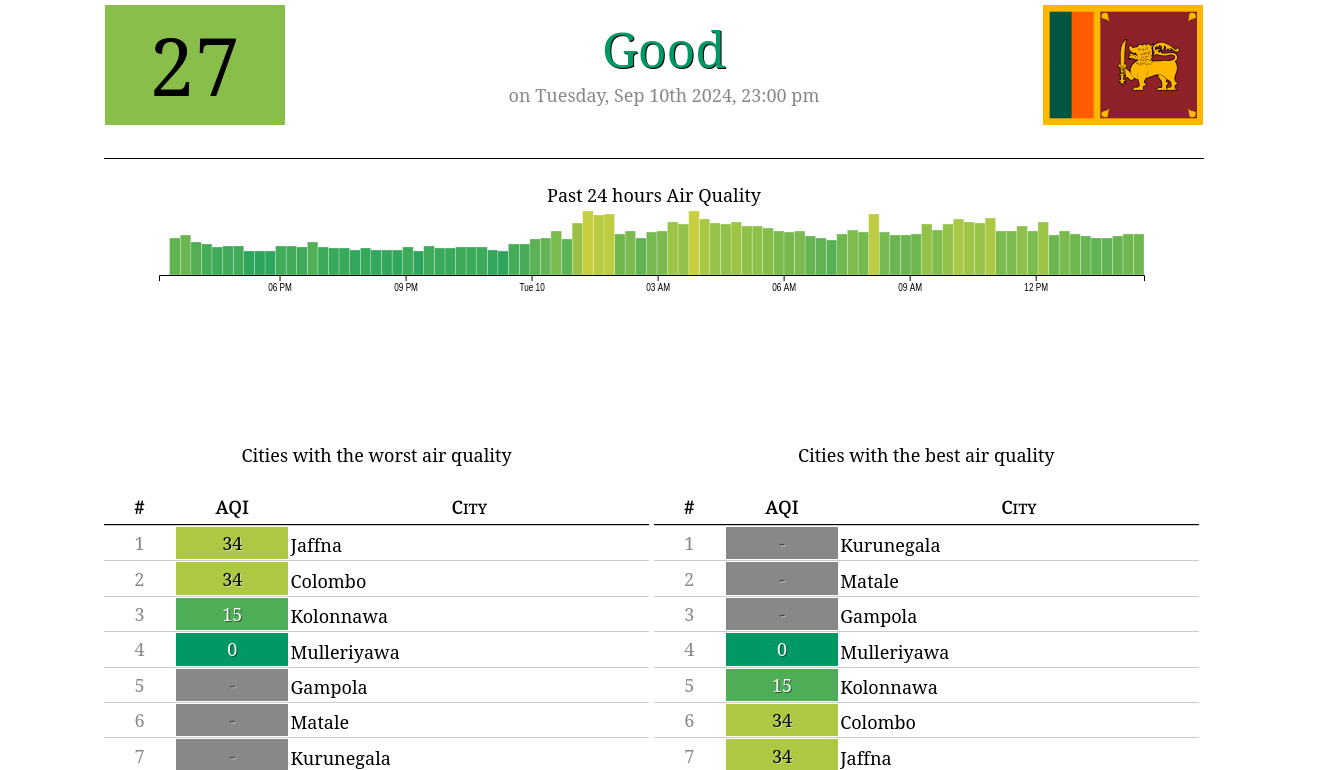 27
Good
on Tuesday, Sep 10th 2024, 23:00 pm
Past 24 hours Air Quality
06 PM 09 PM Tue 10 03 AM 06 AM 09 AM 12 PM
Cities with the worst air quality
# AQI City
1 34 Jaffna
2 34 Colombo
3 15 Kolonnawa
4 0 Mulleriyawa
5 - Gampola
6 - Matale
7 - Kurunegala
Cities with the best air quality
# AQI City
1 - Kurunegala
2 - Matale
3 - Gampola
4 0 Mulleriyawa
5 15 Kolonnawa
6 34 Colombo
7 34 Jaffna